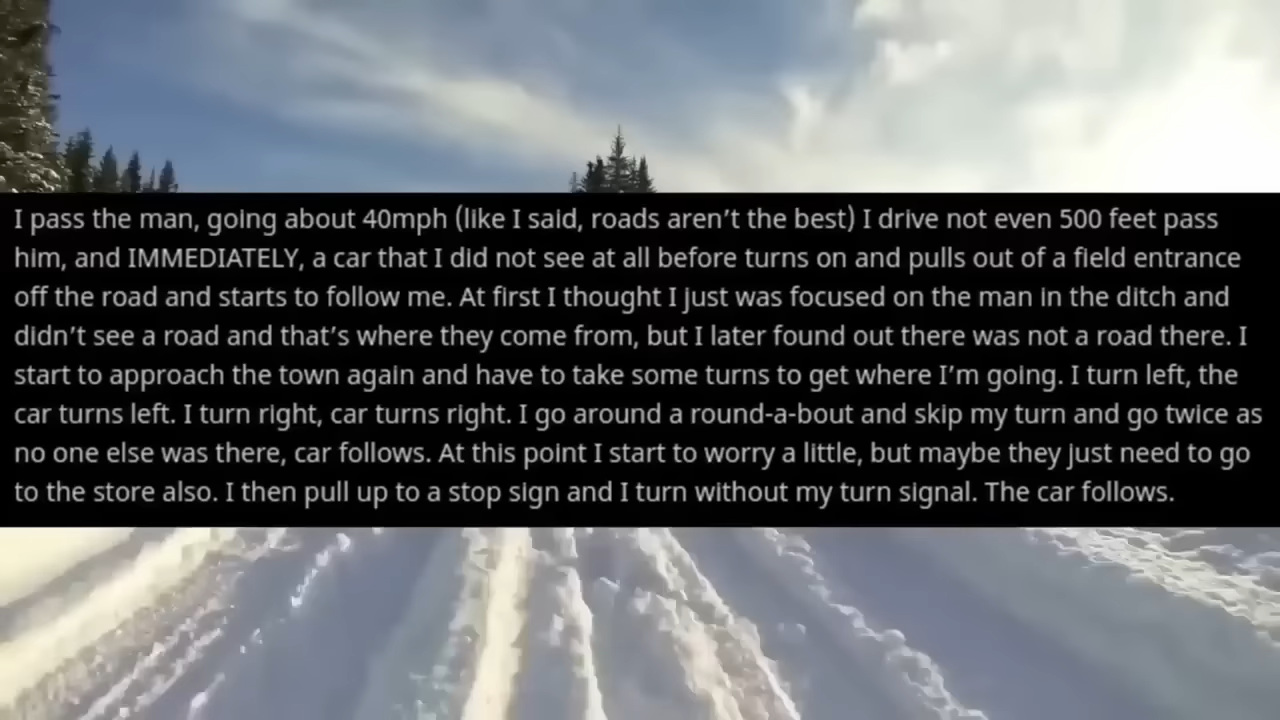 I pass the man, going about 40mph (like I said, roads aren't the best) I drive not even 500 feet pass
him, and IMMEDIATELY, a car that I did not see at all before turns on and pulls out of a field entrance
off the road and starts to follow me. At first I thought I just was focused on the man in the ditch and
didn't see a road and that's where they come from, but I later found out there was not a road there. I
start to approach the town again and have to take some turns to get where I'm going. I turn left, the
car turns left. I turn right, car turns right. I go around a round-a-bout and skip my turn and go twice as
no one else was there, car follows. At this point I start to worry a little, but maybe they just need to go
to the store also. I then pull up to a stop sign and I turn without my turn signal. The car follows.